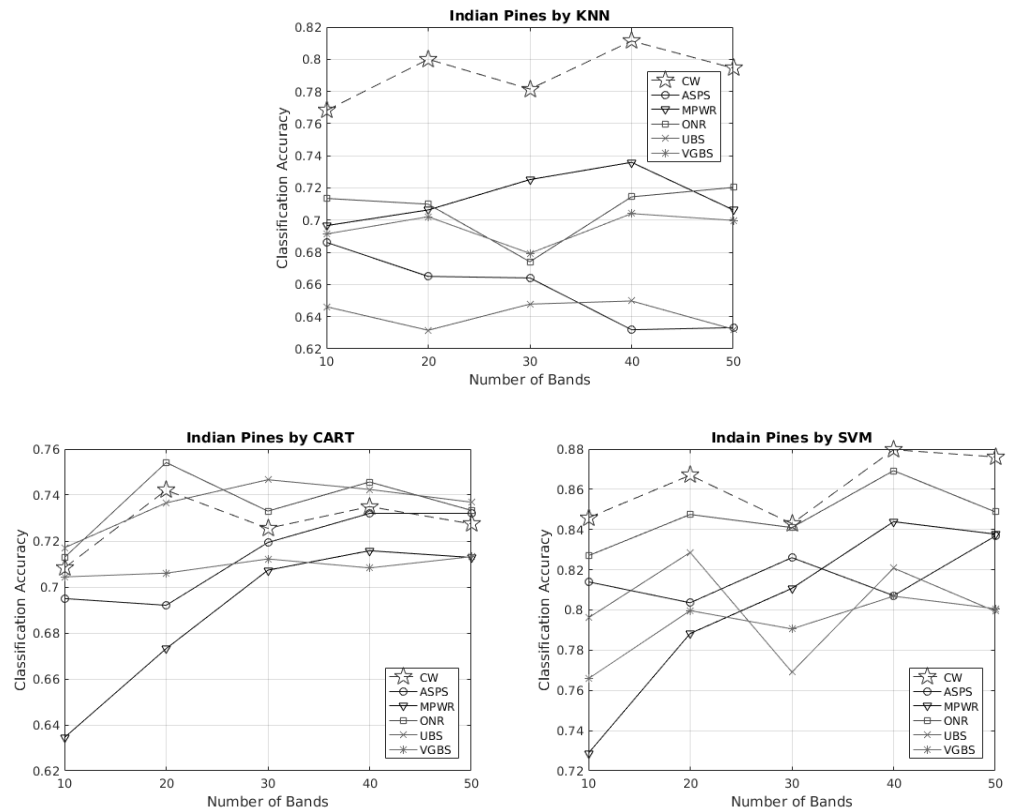 Indian Pines by KNN
0.82
0.8
0.78
0.76
0.74
0.72
0.7
0.68
0.66
0.64
0.62
Classification Accuracy
10 20 30 40 50
Number of Bands
CW
ASPS
MPWR
ONR
UBS
VGBS
Indian Pines by CART
0.76
0.74
0.72
0.7
0.68
0.66
0.64
0.62
Classification Accuracy
10 20 30 40 50
Number of Bands
CW
ASPS
MPWR
ONR
UBS
VGBS
Indain Pines by SVM
0.88
0.86
0.84
0.82
0.8
0.78
0.76
0.74
0.72
Classification Accuracy
10 20 30 40 50
Number of Bands
CW
ASPS
MPWR
ONR
UBS
VGBS